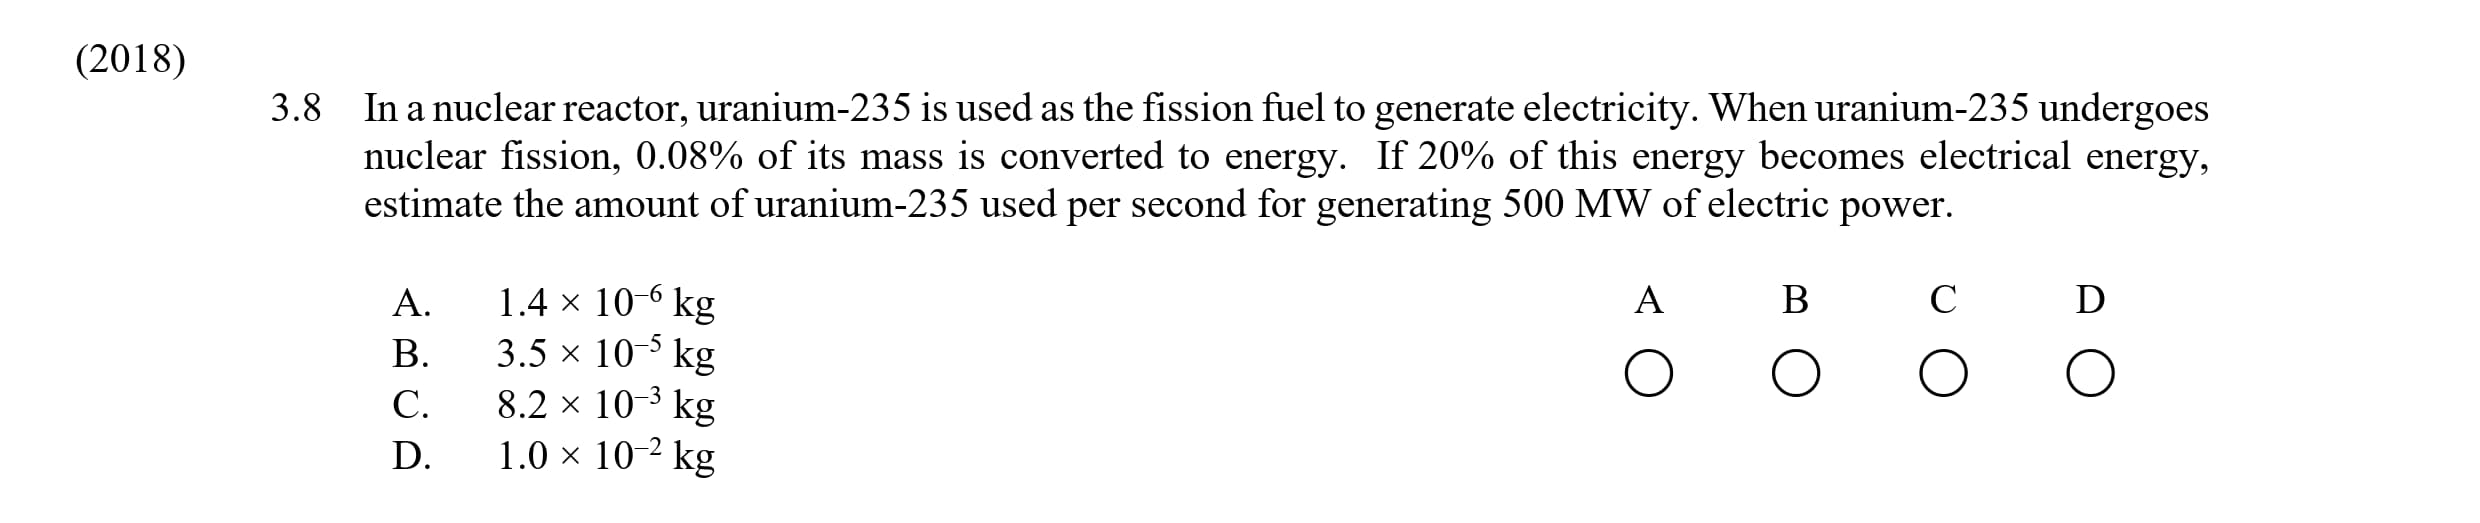 (2018)
3.8 In a nuclear reactor, uranium-235 is used as the fission fuel to generate electricity. When uranium-235 undergoes
nuclear fission, 0.08% of its mass is converted to energy. If 20% of this energy becomes electrical energy,
estimate the amount of uranium-235 used per second for generating 500 MW of electric power.
A. 1.4 × 10⁻⁶ kg A B C D
B. 3.5 × 10⁻⁵ kg
C. 8.2 × 10⁻³ kg
D. 1.0 × 10⁻² kg